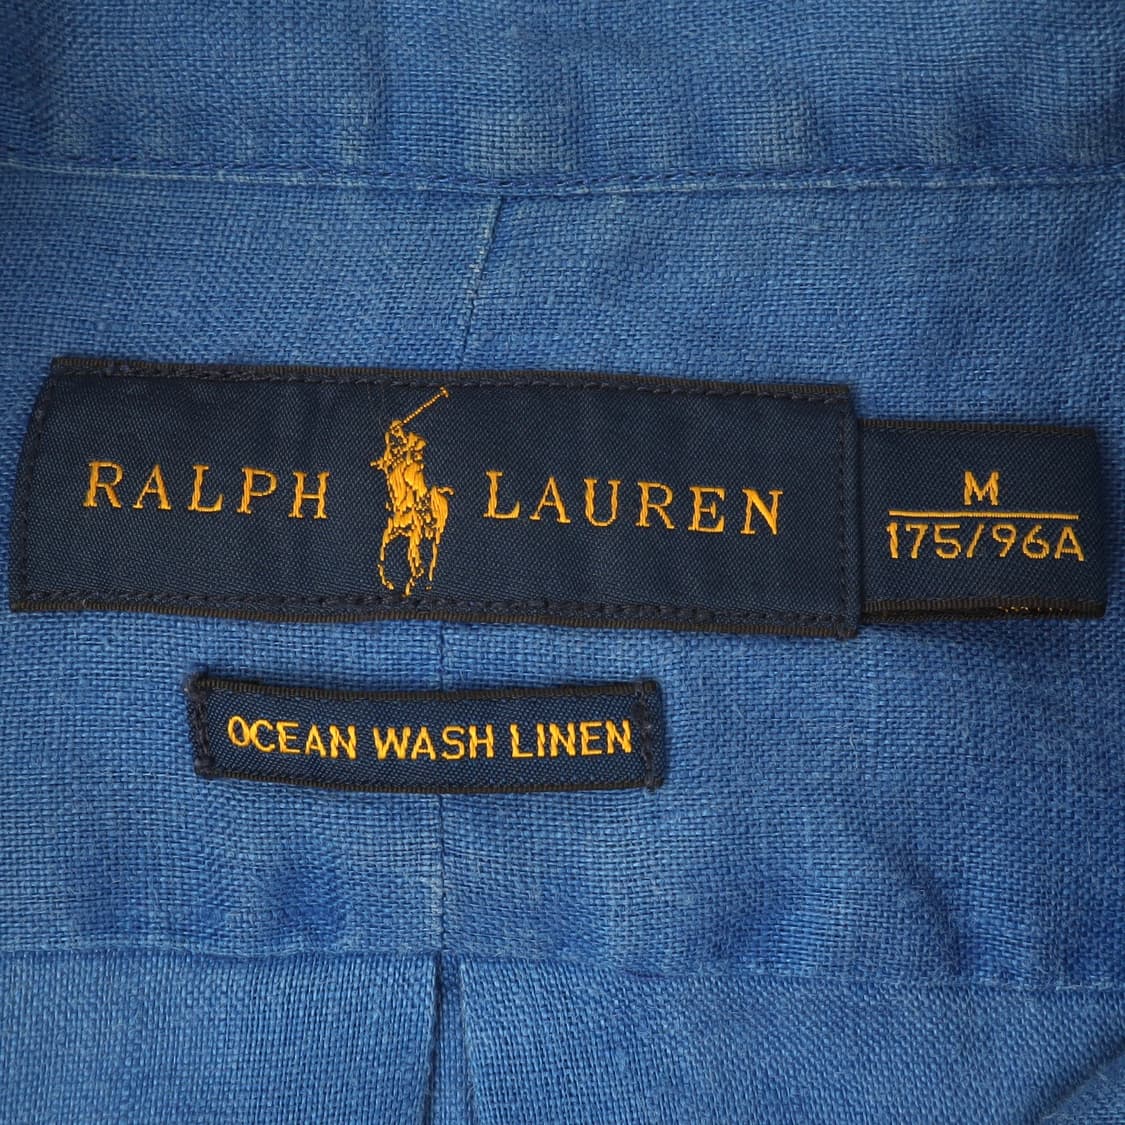 RALPH LAUREN
M
175/96A
OCEAN WASH LINEN